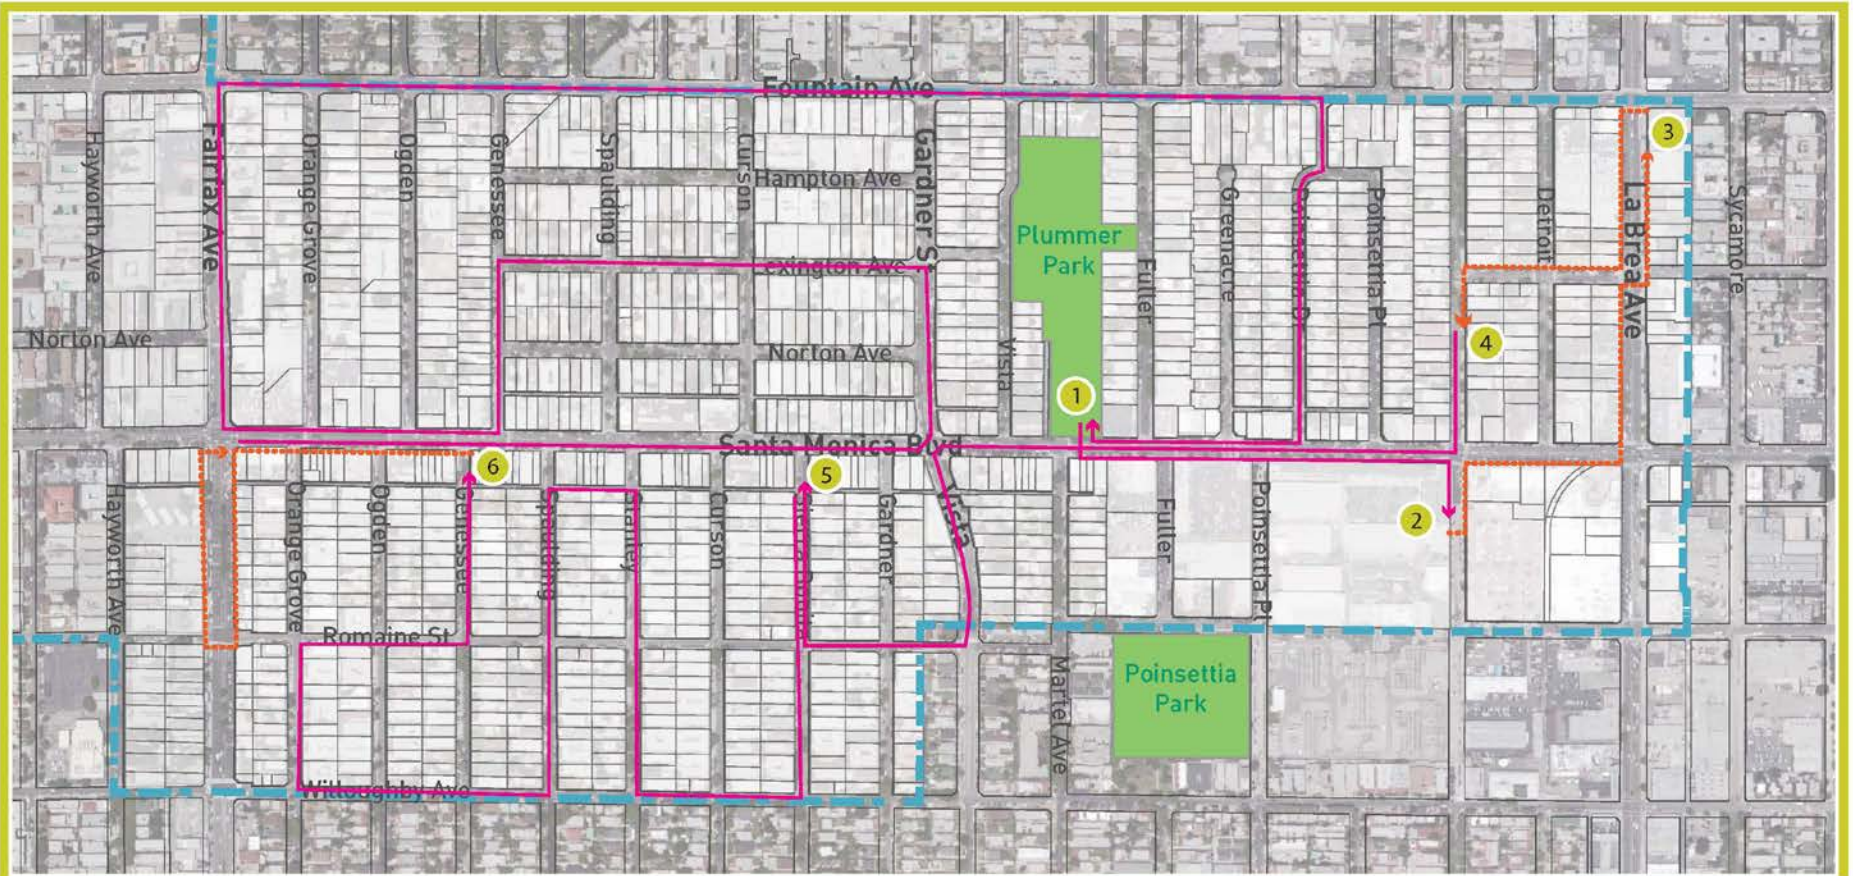 Fountain Ave
Hayworth Ave
Fairfax Ave
Orange Grove
Ogden
Genessee
Spaulding
Curson
Hampton Ave
Gardner St
Plummer
Park
Fuller
Greenacre
Poinsettia Dr
Poinsettia Pl
Detroit
La Brea Ave
3
Sycamore
Lexington Ave
Norton Ave
Norton Ave
Vista
1
4
Santa Monica Blvd
Hayworth Ave
Orange Grove
Ogden
Genesee
6
Spaulding
Stanley
Curson
5
Gardner
Vista
Fuller
Poinsettia Pl
2
Romaine St
Martel Ave
Poinsettia
Park
Willoughby Ave